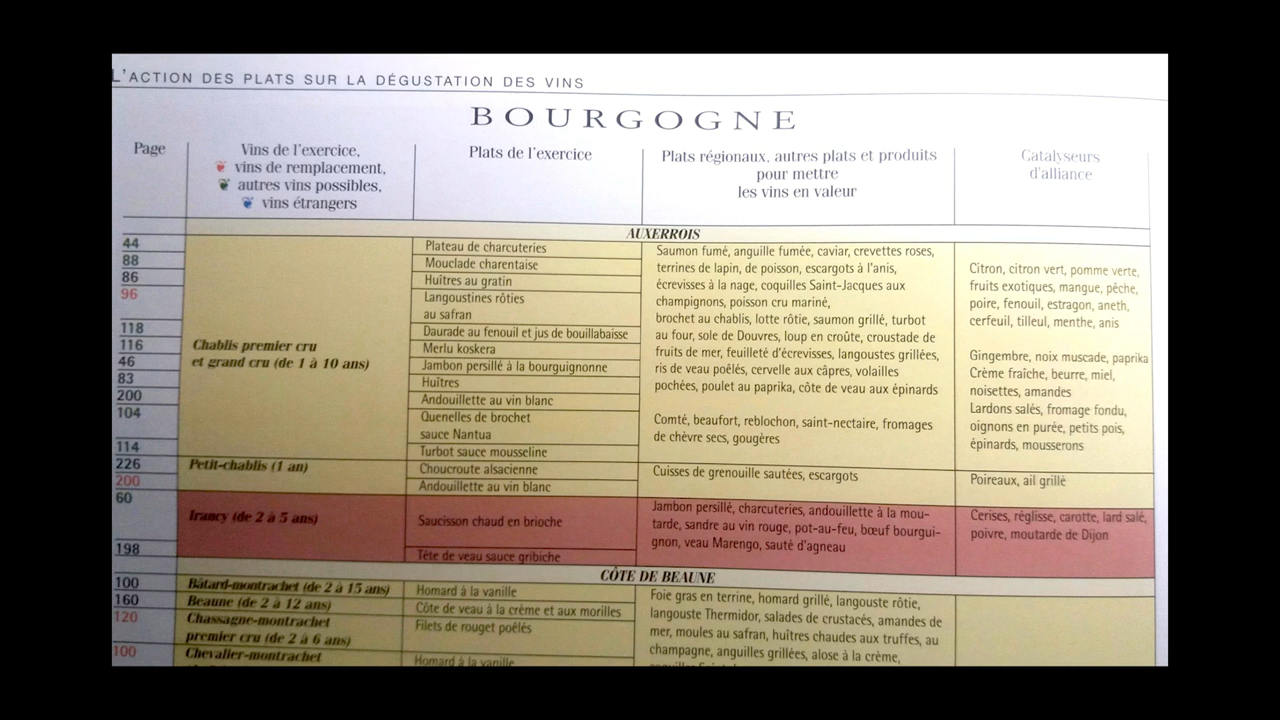 L'ACTION DES PLATS SUR LA DÉGUSTATION DES VINS
BOURGOGNE
Page
Vins de l'exercice,
vins de remplacement,
autres vins possibles,
vins étrangers
Plats de l'exercice
Plats régionaux, autres plats et produits
pour mettre
les vins en valeur
Catalyseurs
d'alliance
AUXERROIS
44
88
86
96
118
116
46
83
200
104
114
Chablis premier cru
et grand cru (de 1 à 10 ans)
Plateau de charcuteries
Mouclade charentaise
Huîtres au gratin
Langoustines rôties
au safran
Daurade au fenouil et jus de bouillabaisse
Merlu koskera
Jambon persillé à la bourguignonne
Huîtres
Andouillette au vin blanc
Quenelles de brochet
sauce Nantua
Turbot sauce mousseline
Saumon fumé, anguille fumée, caviar, crevettes roses,
terrines de lapin, de poisson, escargots à l'anis,
écrevisses à la nage, coquilles Saint-Jacques aux
champignons, poisson cru mariné,
brochet au chablis, lotte rôtie, saumon grillé, turbot
au four, sole de Douvres, loup en croûte, croustade de
fruits de mer, feuilleté d'écrevisses, langoustes grillées,
ris de veau poêlés, cervelle aux câpres, volailles
pochées, poulet au paprika, côte de veau aux épinards
Comté, beaufort, reblochon, saint-nectaire, fromages
de chèvre secs, gougères
Citron, citron vert, pomme verte,
fruits exotiques, mangue, pêche,
poire, fenouil, estragon, aneth,
cerfeuil, tilleul, menthe, anis
Gingembre, noix muscade, paprika
Crème fraîche, beurre, miel,
noisettes, amandes
Lardons salés, fromage fondu,
oignons en purée, petits pois,
épinards, mousserons
226
200
Petit-chablis (1 an)
Choucroute alsacienne
Andouillette au vin blanc
Cuisses de grenouille sautées, escargots
Poireaux, ail grillé
60
198
Irancy (de 2 à 5 ans)
Saucisson chaud en brioche
Tête de veau sauce gribiche
Jambon persillé, charcuteries, andouillette à la mou-
tarde, sandre au vin rouge, pot-au-feu, bœuf bourgui-
gnon, veau Marengo, sauté d'agneau
Cerises, réglisse, carotte, lard salé,
poivre, moutarde de Dijon
CÔTE DE BEAUNE
100
160
120
100
Bâtard-montrachet (de 2 à 15 ans)
Beaune (de 2 à 12 ans)
Chassagne-montrachet
premier cru (de 2 à 6 ans)
Chevalier-montrachet
Homard à la vanille
Côte de veau à la crème et aux morilles
Filets de rouget poêlés
Homard à la vanille
Foie gras en terrine, homard grillé, langouste rôtie,
langouste Thermidor, salades de crustacés, amandes de
mer, moules au safran, huîtres chaudes aux truffes, au
champagne, anguilles grillées, alose à la crème,